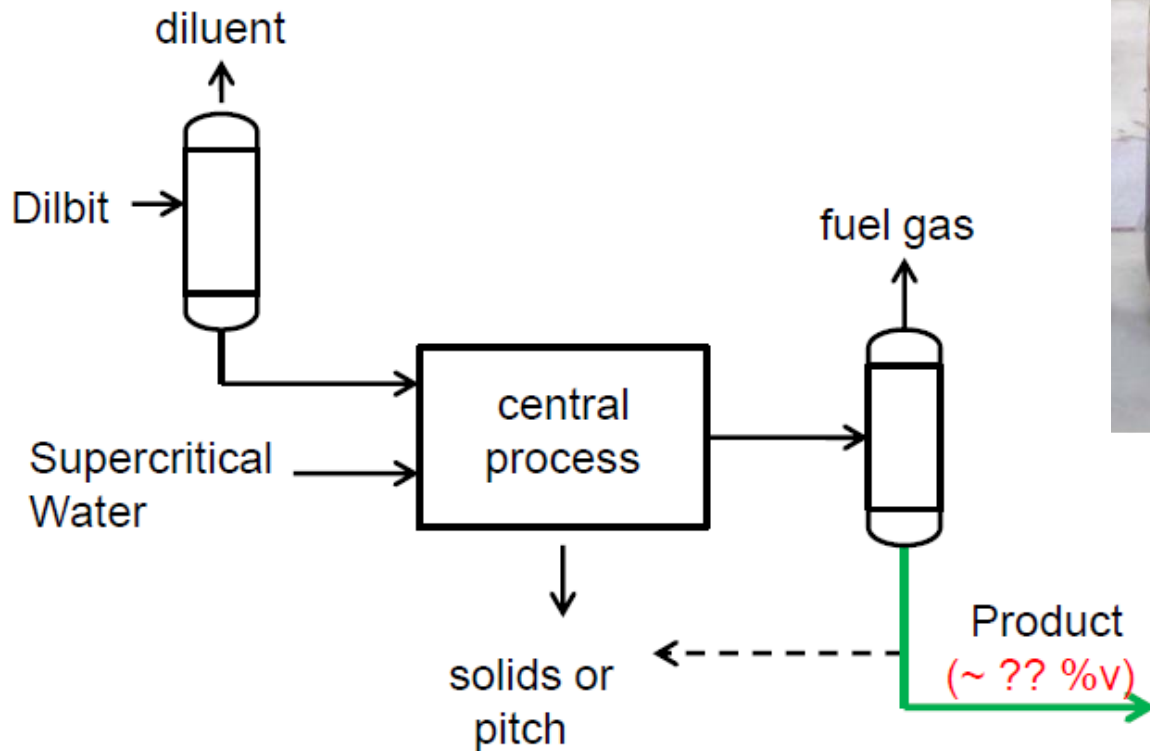 diluent
Dilbit
fuel gas
central
process
Supercritical
Water
solids or
pitch
Product
(~ ?? %v)